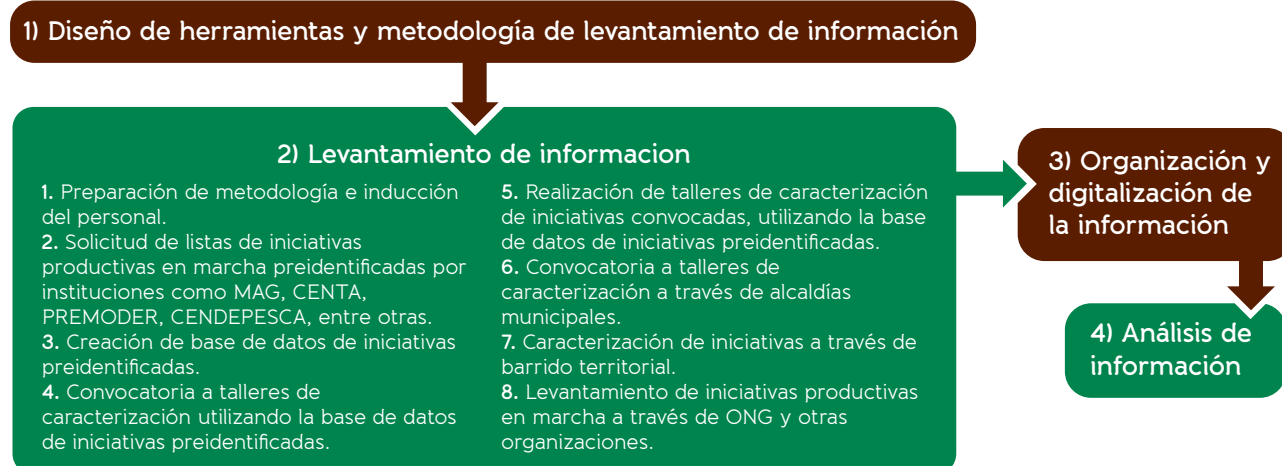 1) Diseño de herramientas y metodología de levantamiento de información
2) Levantamiento de informacion
1. Preparación de metodología e inducción
del personal.
2. Solicitud de listas de iniciativas
productivas en marcha preidentificadas por
instituciones como MAG, CENTA,
PREMODER, CENDEPESCA, entre otras.
3. Creación de base de datos de iniciativas
preidentificadas.
4. Convocatoria a talleres de
caracterización utilizando la base de datos
de iniciativas preidentificadas.
5. Realización de talleres de caracterización
de iniciativas convocadas, utilizando la base
de datos de iniciativas preidentificadas.
6. Convocatoria a talleres de
caracterización a través de alcaldías
municipales.
7. Caracterización de iniciativas a través de
barrido territorial.
8. Levantamiento de iniciativas productivas
en marcha a través de ONG y otras
organizaciones.
3) Organización y
digitalización de
la información
4) Análisis de
información